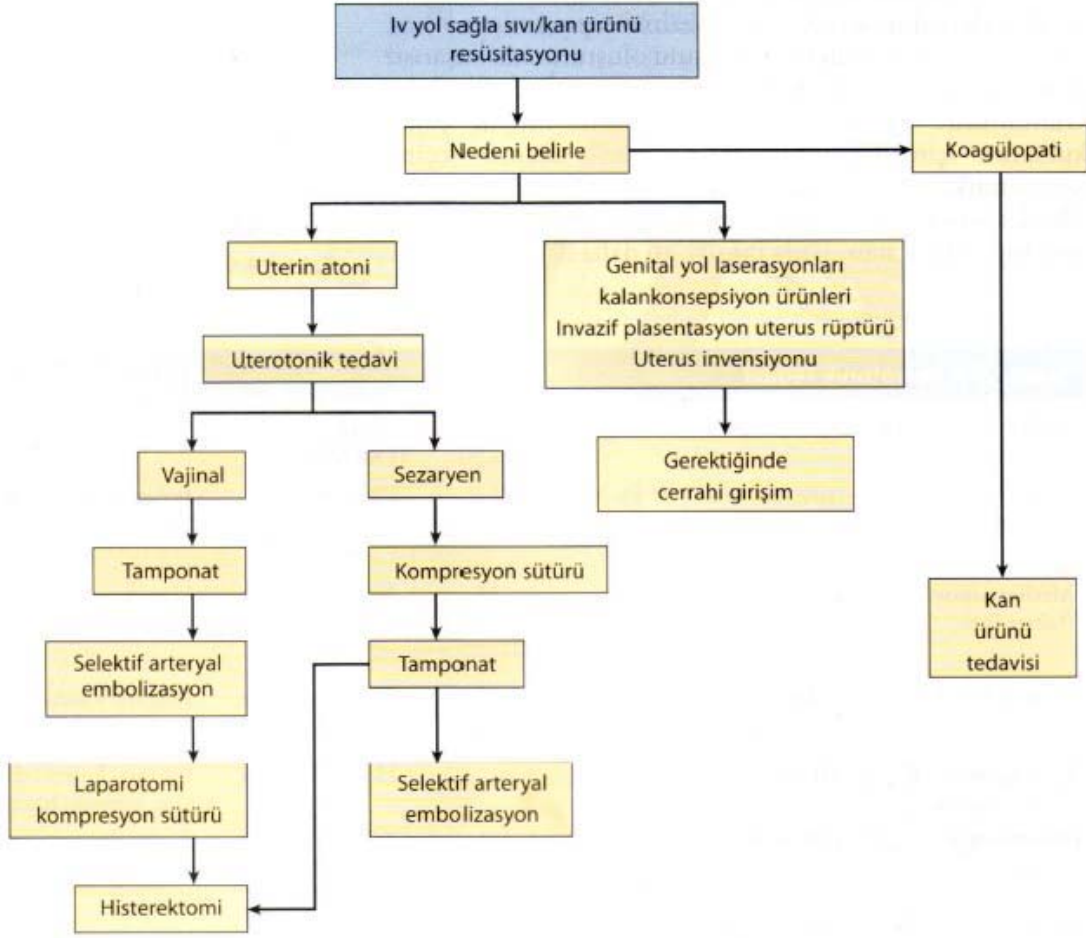 Iv yol sağla sıvı/kan ürünü
resüsitasyonu
Nedeni belirle
Koagülopati
Uterin atoni
Genital yol laserasyonları
kalankonsepsiyon ürünleri
Invazif plasentasyon uterus rüptürü
Uterus invensiyonu
Uterotonik tedavi
Vajinal
Sezaryen
Gerektiğinde
cerrahi girişim
Tamponat
Kompresyon sütürü
Kan
ürünü
tedavisi
Selektif arteryal
embolizasyon
Tamponat
Laparotomi
kompresyon sütürü
Selektif arteryal
embolizasyon
Histerektomi